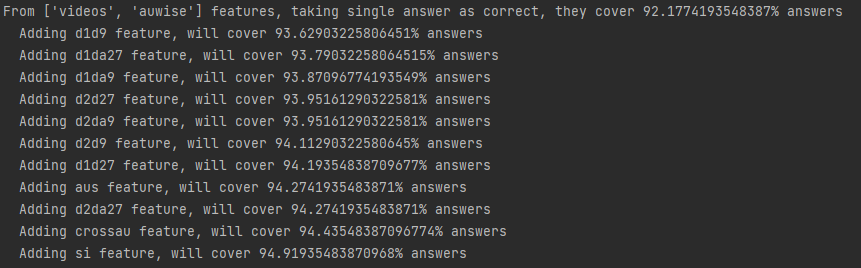 From ['videos', 'auwise'] features, taking single answer as correct, they cover 92.1774193548387% answers
Adding d1d9 feature, will cover 93.62903225806451% answers
Adding d1da27 feature, will cover 93.79032258064515% answers
Adding d1da9 feature, will cover 93.87096774193549% answers
Adding d2d27 feature, will cover 93.95161290322581% answers
Adding d2da9 feature, will cover 93.95161290322581% answers
Adding d2d9 feature, will cover 94.11290322580645% answers
Adding d1d27 feature, will cover 94.19354838709677% answers
Adding aus feature, will cover 94.2741935483871% answers
Adding d2da27 feature, will cover 94.2741935483871% answers
Adding crossau feature, will cover 94.43548387096774% answers
Adding si feature, will cover 94.91935483870968% answers